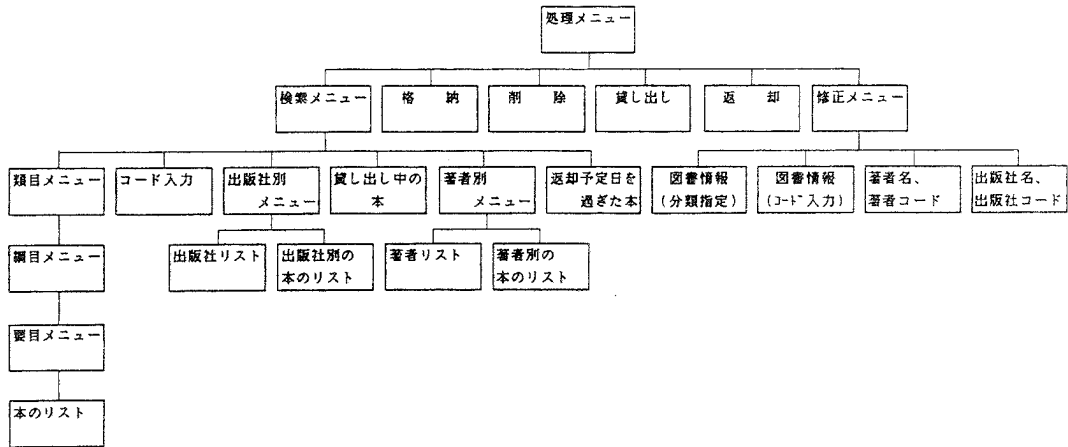 処理メニュー
検索メニュー
格 納
削 除
貸し出し
返 却
修正メニュー
類目メニュー
コード入力
出版社別
メニュー
貸し出し中の
本
著者別
メニュー
返却予定日を
過ぎた本
図書情報
(分類指定)
図書情報
(コード入力)
著者名、
著者コード
出版社名、
出版社コード
綱目メニュー
出版社リスト
出版社別の
本のリスト
著者リスト
著者別の
本のリスト
要目メニュー
本のリスト